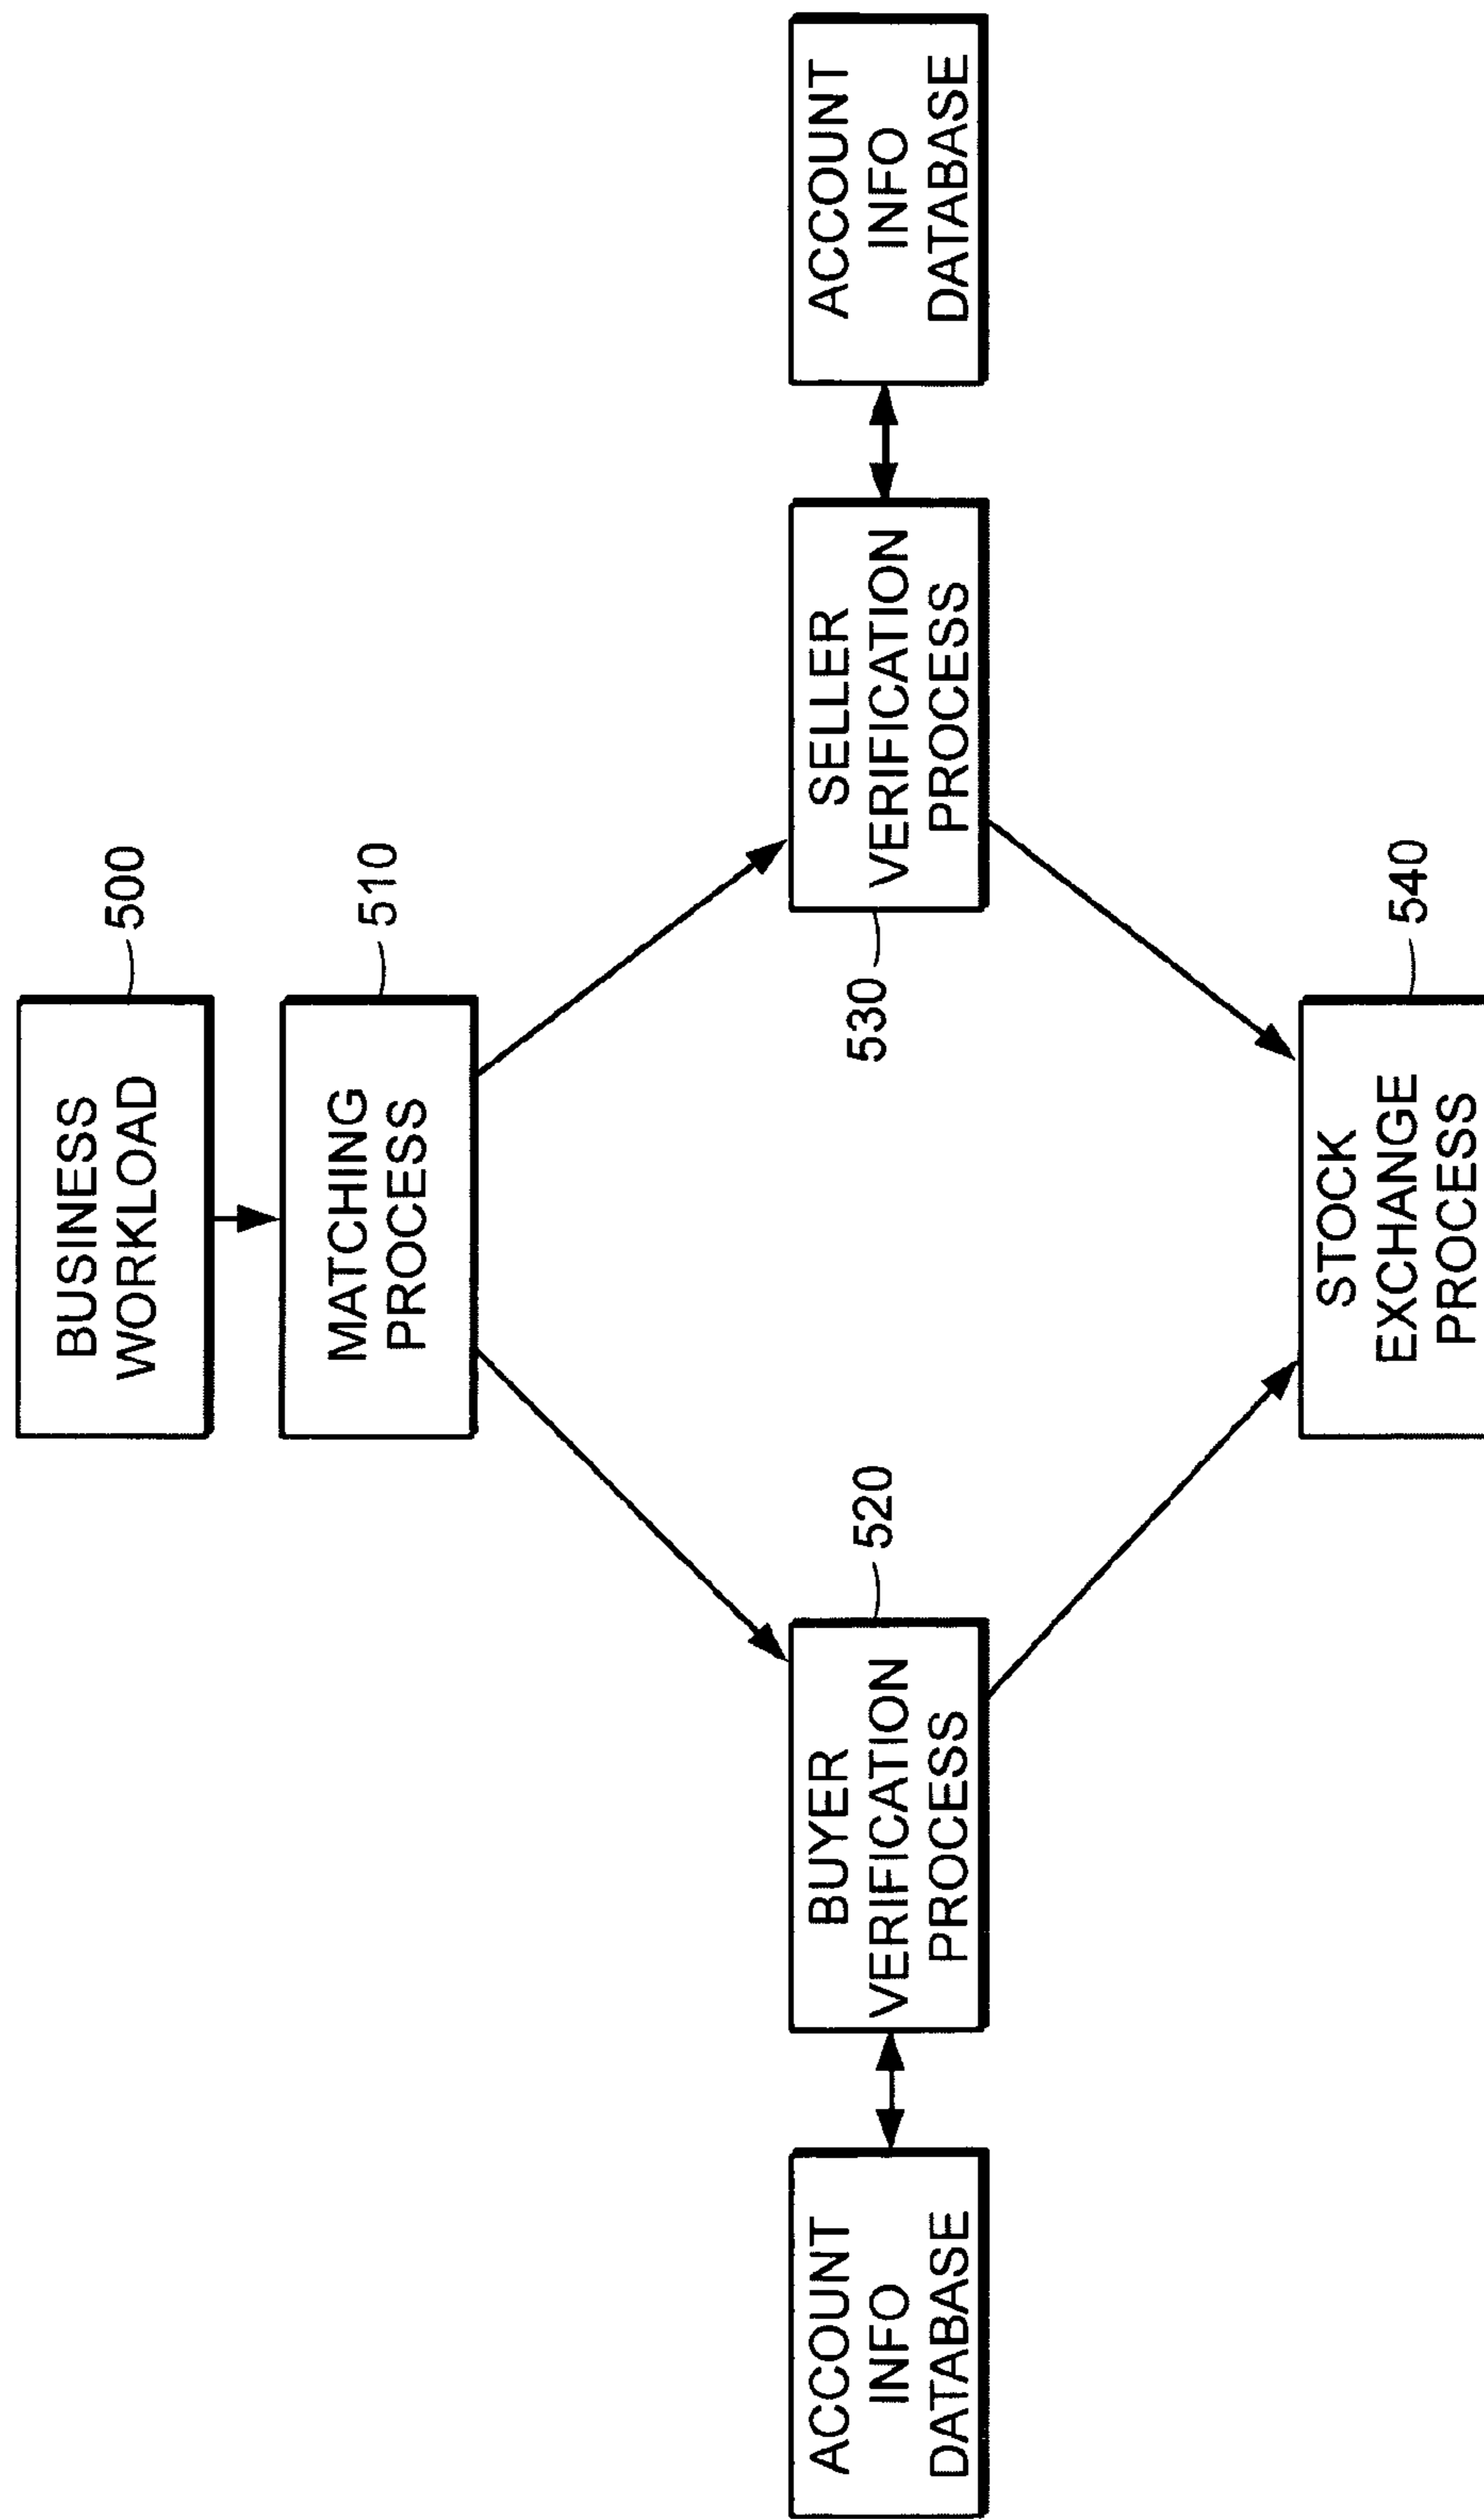 BUSINESS
WORKLOAD
500
MATCHING
PROCESS
510
ACCOUNT
INFO
DATABASE
BUYER
VERIFICATION
PROCESS
520
530
SELLER
VERIFICATION
PROCESS
ACCOUNT
INFO
DATABASE
STOCK
EXCHANGE
PROCESS
540